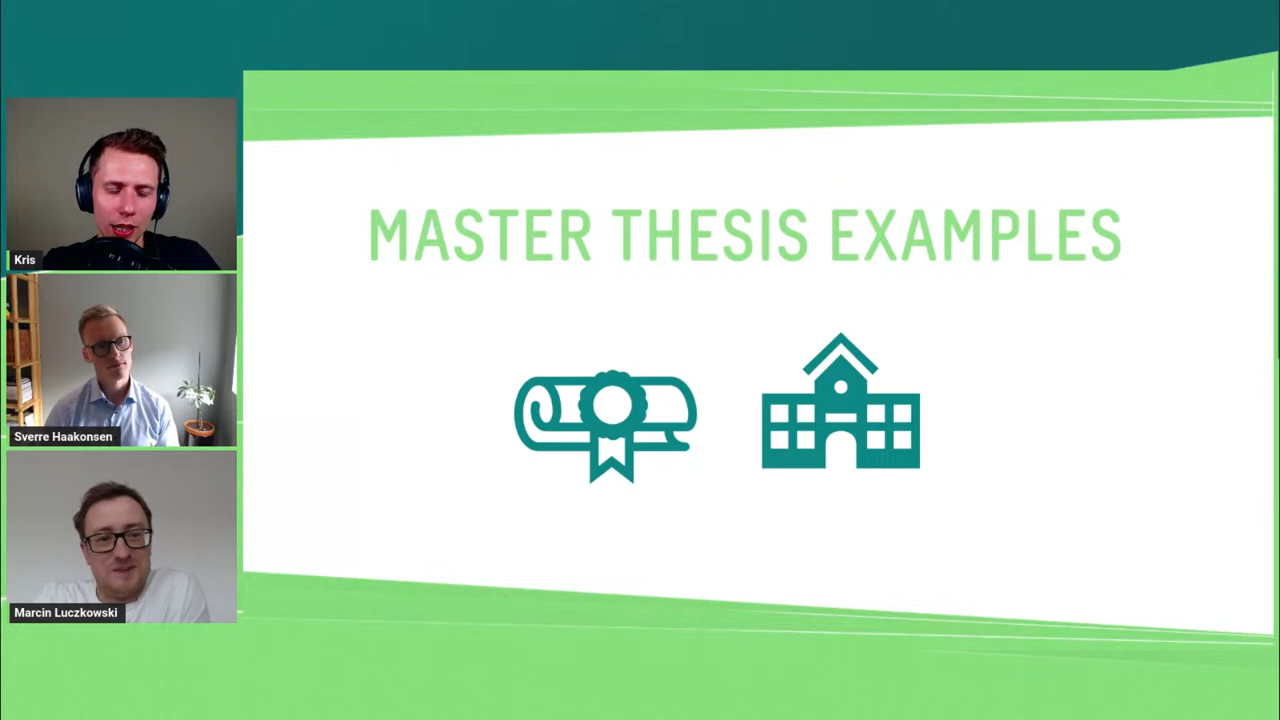 Kris
Sverre Haakonsen
Marcin Luczkowski
MASTER THESIS EXAMPLES